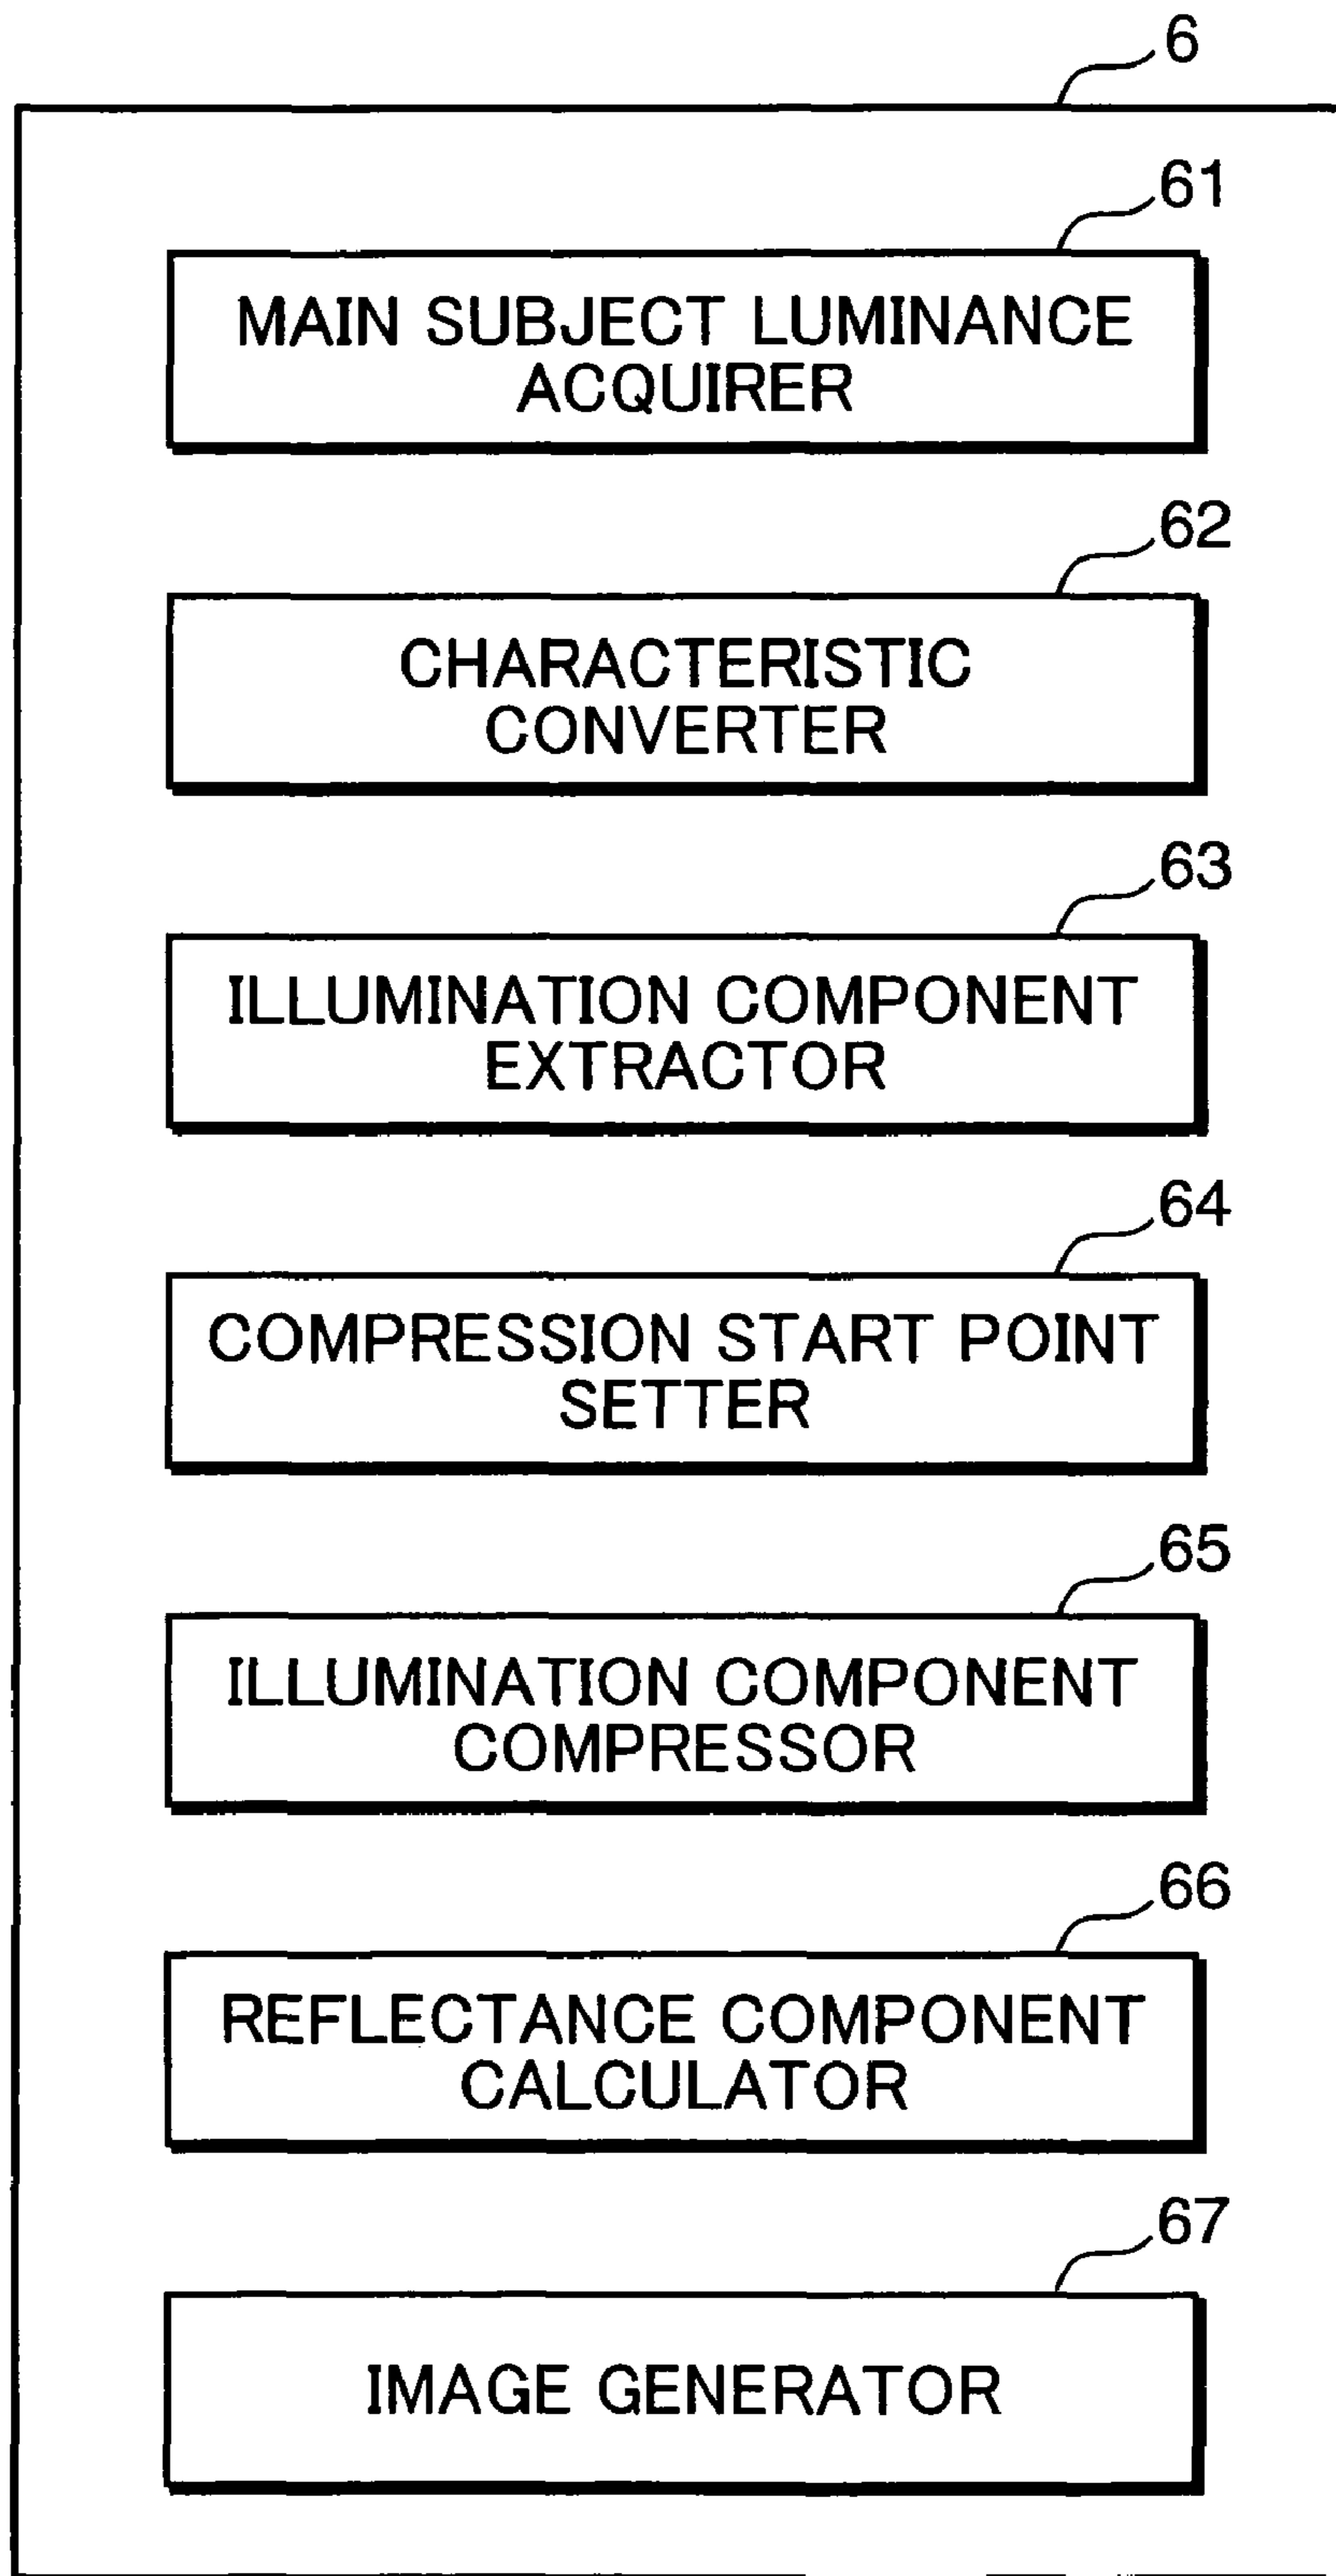 6
61
MAIN SUBJECT LUMINANCE
ACQUIRER
62
CHARACTERISTIC
CONVERTER
63
ILLUMINATION COMPONENT
EXTRACTOR
64
COMPRESSION START POINT
SETTER
65
ILLUMINATION COMPONENT
COMPRESSOR
66
REFLECTANCE COMPONENT
CALCULATOR
67
IMAGE GENERATOR